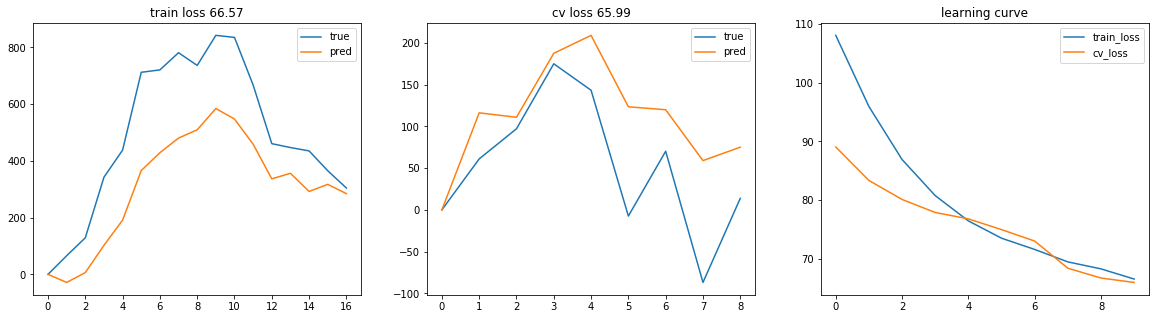 train loss 66.57
true
pred
800
600
400
200
0
0 2 4 6 8 10 12 14 16
cv loss 65.99
true
pred
200
150
100
50
0
−50
−100
0 1 2 3 4 5 6 7 8
learning curve
train_loss
cv_loss
110
100
90
80
70
0 2 4 6 8